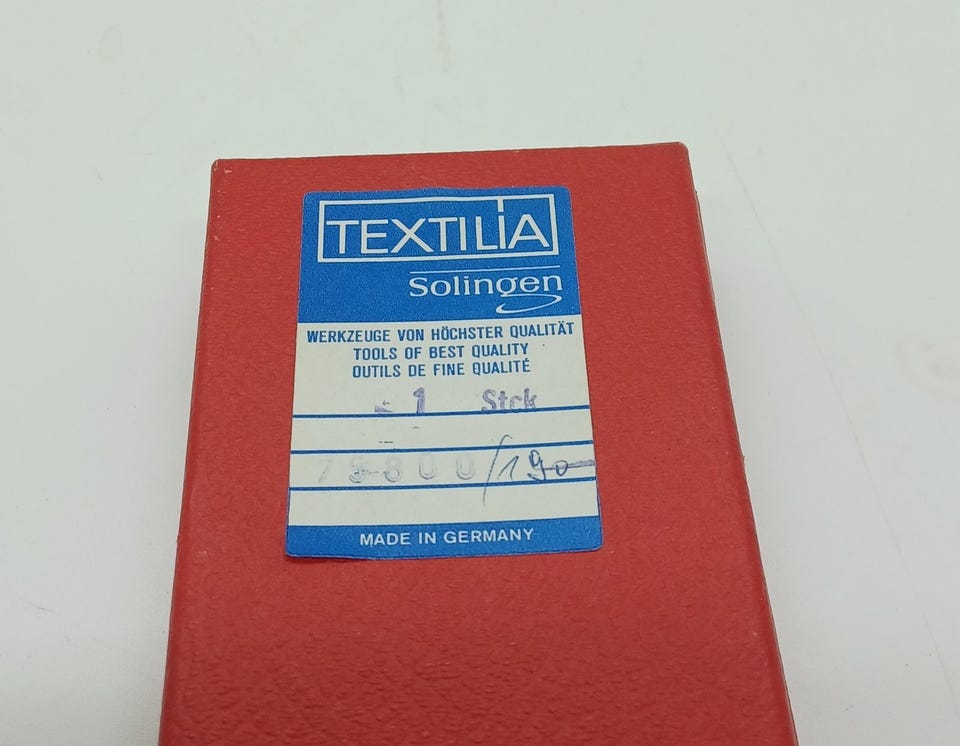 TEXTILIA
Solingen
WERKZEUGE VON HÖCHSTER QUALITÄT
TOOLS OF BEST QUALITY
OUTILS DE FINE QUALITÉ
1 Stck
75800/190
MADE IN GERMANY